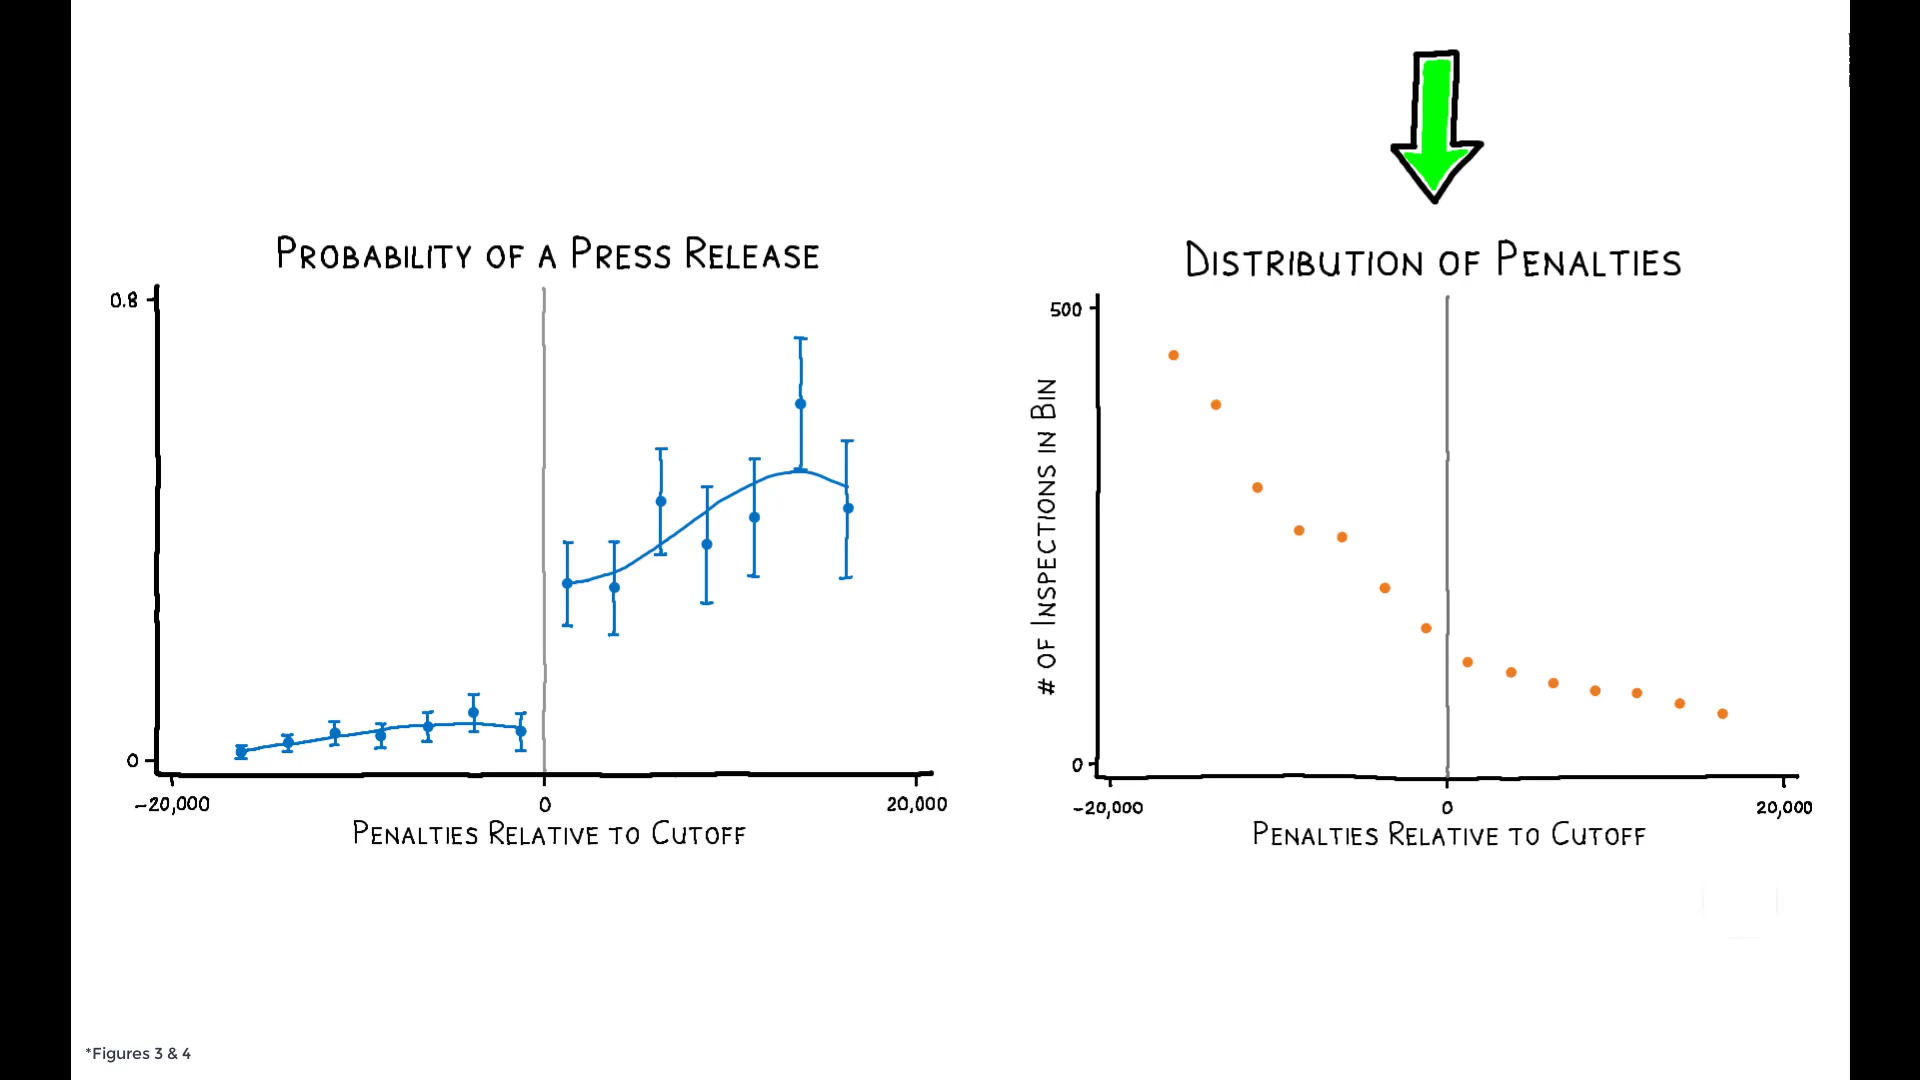 PROBABILITY OF A PRESS RELEASE
0.8
0
-20,000
0
20,000
PENALTIES RELATIVE TO CUTOFF
DISTRIBUTION OF PENALTIES
500
# OF INSPECTIONS IN BIN
0
-20,000
0
20,000
PENALTIES RELATIVE TO CUTOFF
*Figures 3 & 4